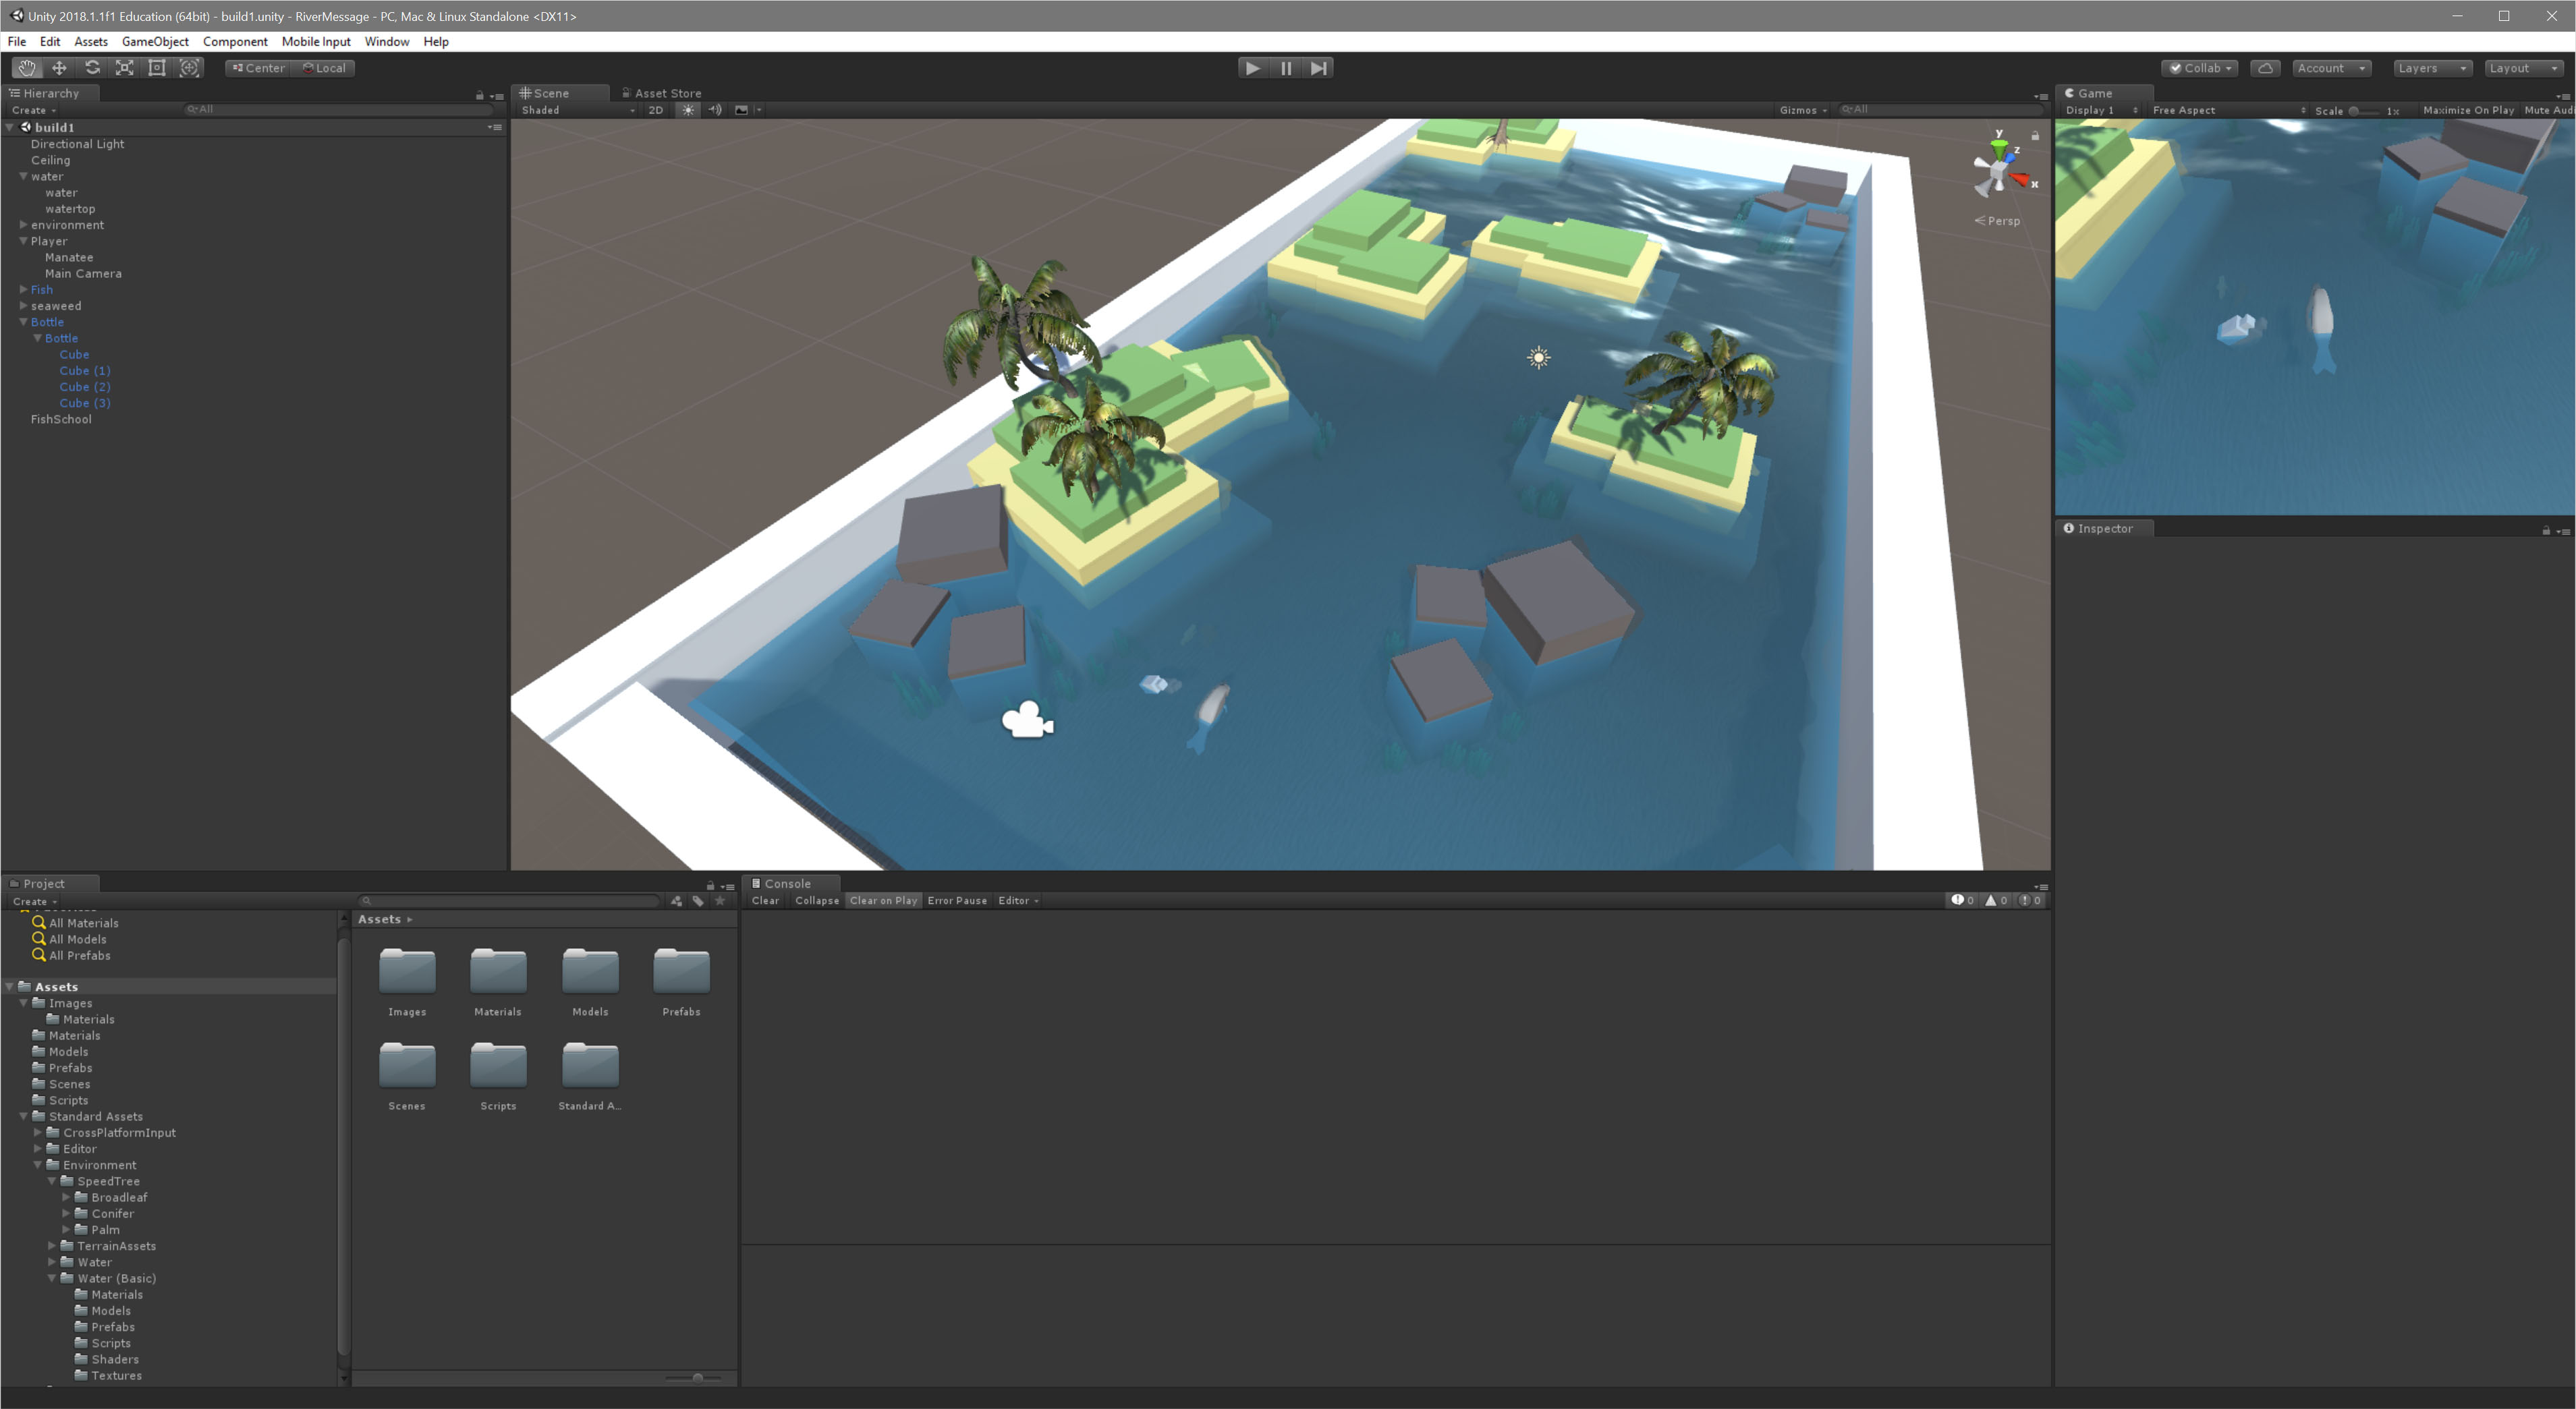 Unity 2018.1.1f1 Education (64bit) - build1.unity - RiverMessage - PC, Mac & Linux Standalone <DX11>
File Edit Assets GameObject Component Mobile Input Window Help
Center Local
Collab Account Layers Layout
Hierarchy
Create All
build1
Directional Light
Ceiling
water
water
watertop
environment
Player
Manatee
Main Camera
Fish
seaweed
Bottle
Bottle
Cube
Cube (1)
Cube (2)
Cube (3)
FishSchool
Scene Asset Store
Shaded 2D Gizmos All
y
z
x
Persp
Game
Display 1 Free Aspect Scale 1x Maximize On Play Mute Audi
Inspector
Project
Create
All Materials
All Models
All Prefabs
Assets
Images
Materials
Materials
Models
Prefabs
Scenes
Scripts
Standard Assets
CrossPlatformInput
Editor
Environment
SpeedTree
Broadleaf
Conifer
Palm
TerrainAssets
Water
Water (Basic)
Materials
Models
Prefabs
Scripts
Shaders
Textures
Assets
Images Materials Models Prefabs
Scenes Scripts Standard A...
Console
Clear Collapse Clear on Play Error Pause Editor 0 0 0